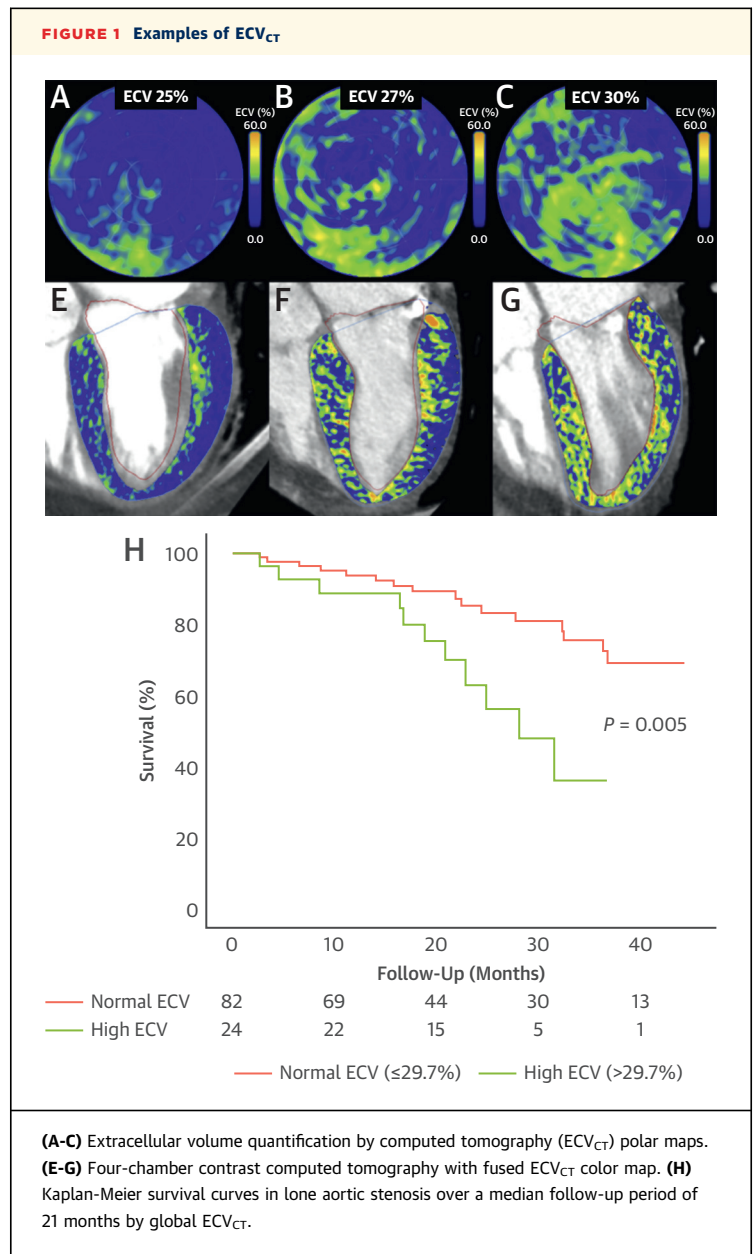 FIGURE 1 Examples of ECVCT
A ECV 25% ECV (%) 60.0 0.0
B ECV 27% ECV (%) 60.0 0.0
C ECV 30% ECV (%) 60.0 0.0
E F G
H
100
80
60
40
20
0
Survival (%)
P = 0.005
0 10 20 30 40
Follow-Up (Months)
Normal ECV 82 69 44 30 13
High ECV 24 22 15 5 1
Normal ECV (≤29.7%) High ECV (>29.7%)
(A-C) Extracellular volume quantification by computed tomography (ECVCT) polar maps.
(E-G) Four-chamber contrast computed tomography with fused ECVCT color map. (H)
Kaplan-Meier survival curves in lone aortic stenosis over a median follow-up period of
21 months by global ECVCT.